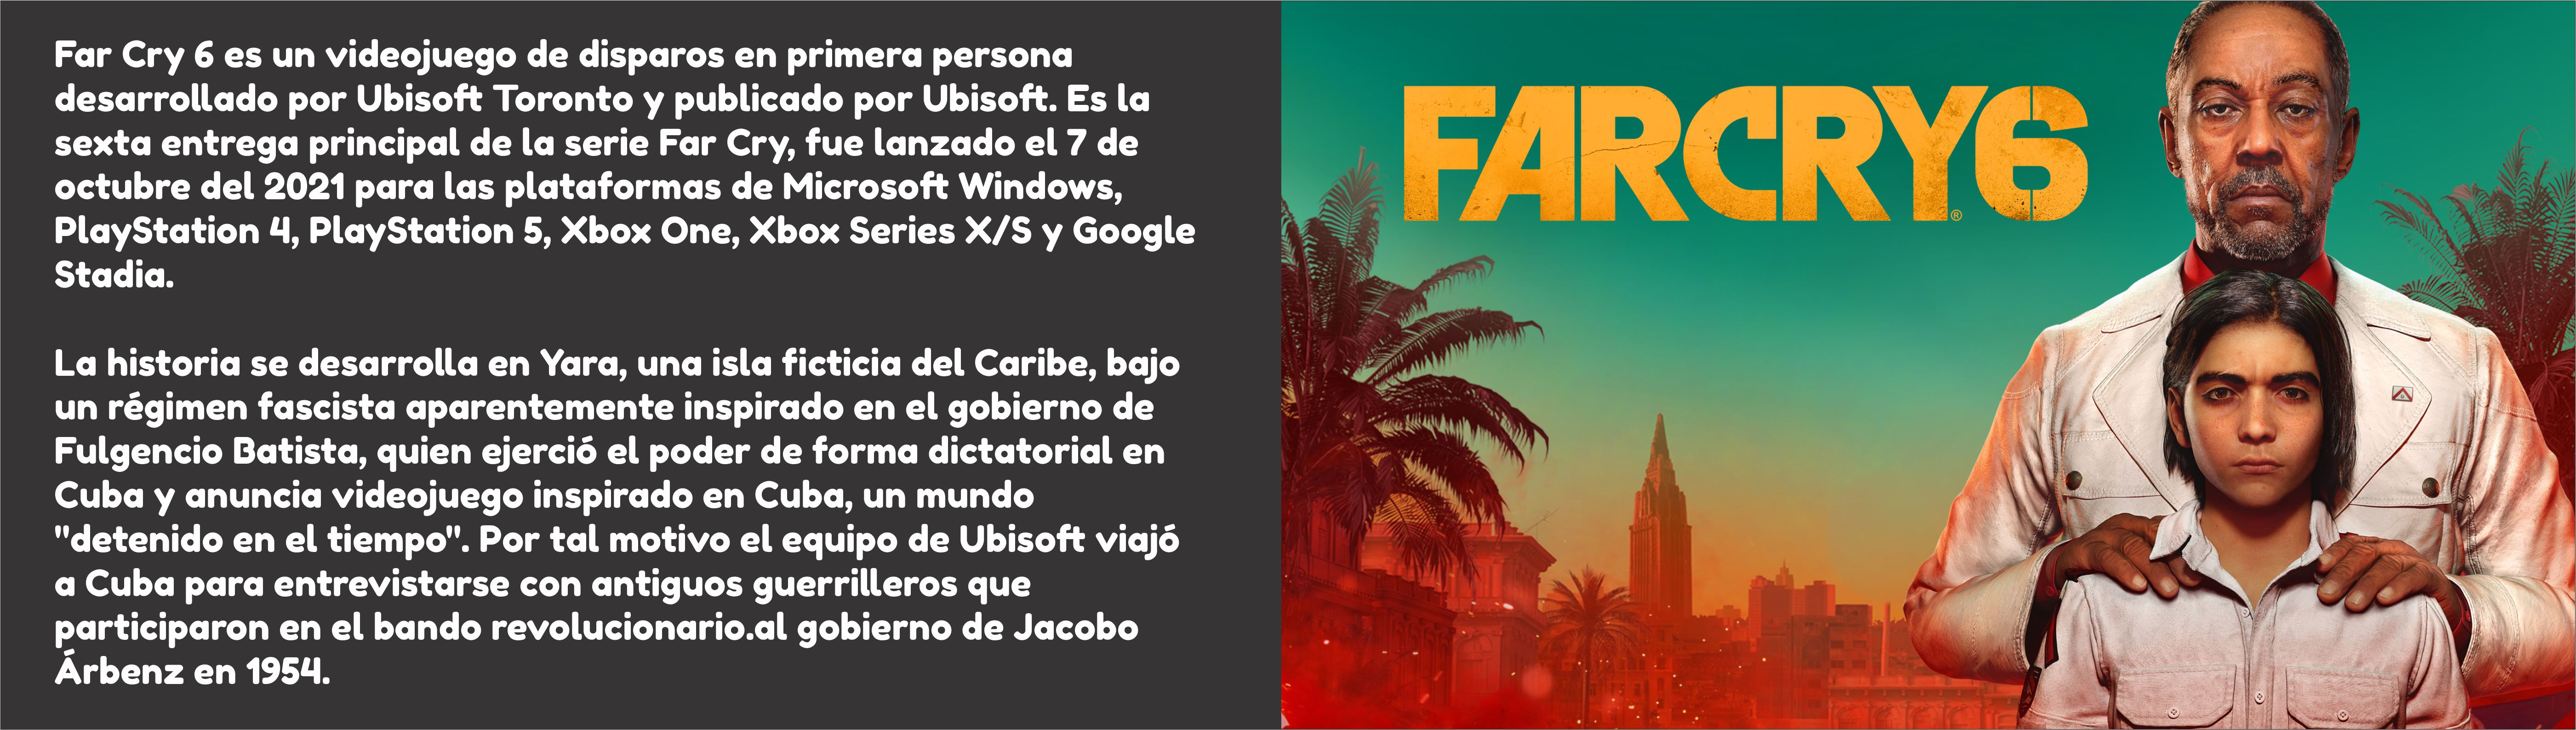 Far Cry 6 es un videojuego de disparos en primera persona
desarrollado por Ubisoft Toronto y publicado por Ubisoft. Es la
sexta entrega principal de la serie Far Cry, fue lanzado el 7 de
octubre del 2021 para las plataformas de Microsoft Windows,
PlayStation 4, PlayStation 5, Xbox One, Xbox Series X/S y Google
Stadia.
La historia se desarrolla en Yara, una isla ficticia del Caribe, bajo
un régimen fascista aparentemente inspirado en el gobierno de
Fulgencio Batista, quien ejerció el poder de forma dictatorial en
Cuba y anuncia videojuego inspirado en Cuba, un mundo
"detenido en el tiempo". Por tal motivo el equipo de Ubisoft viajó
a Cuba para entrevistarse con antiguos guerrilleros que
participaron en el bando revolucionario.al gobierno de Jacobo
Árbenz en 1954.
FARCRY®6